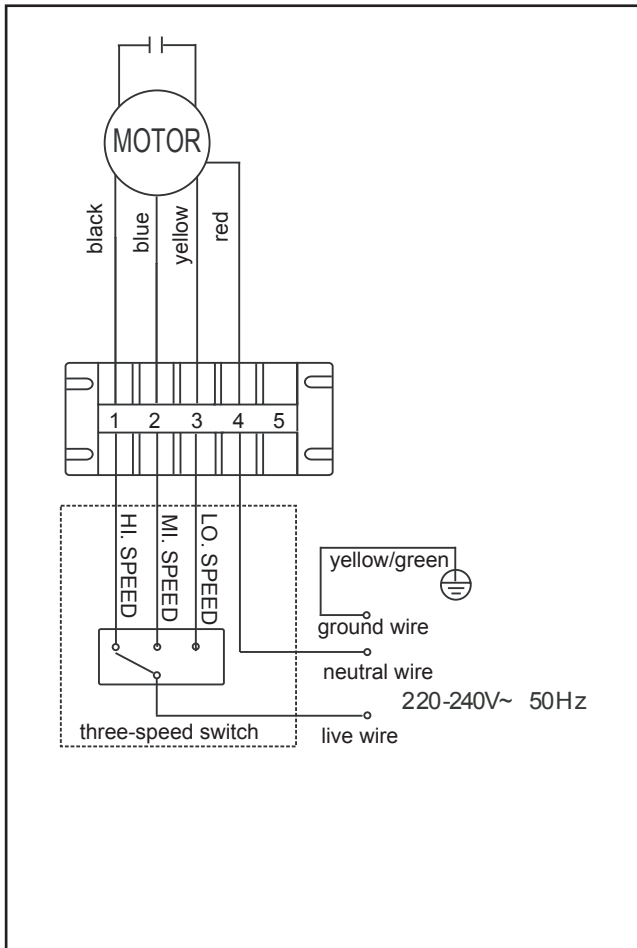 MOTOR
black
blue
yellow
red
1 2 3 4 5
HI. SPEED
MI. SPEED
LO. SPEED
yellow/green
ground wire
neutral wire
220-240V~ 50Hz
three-speed switch
live wire